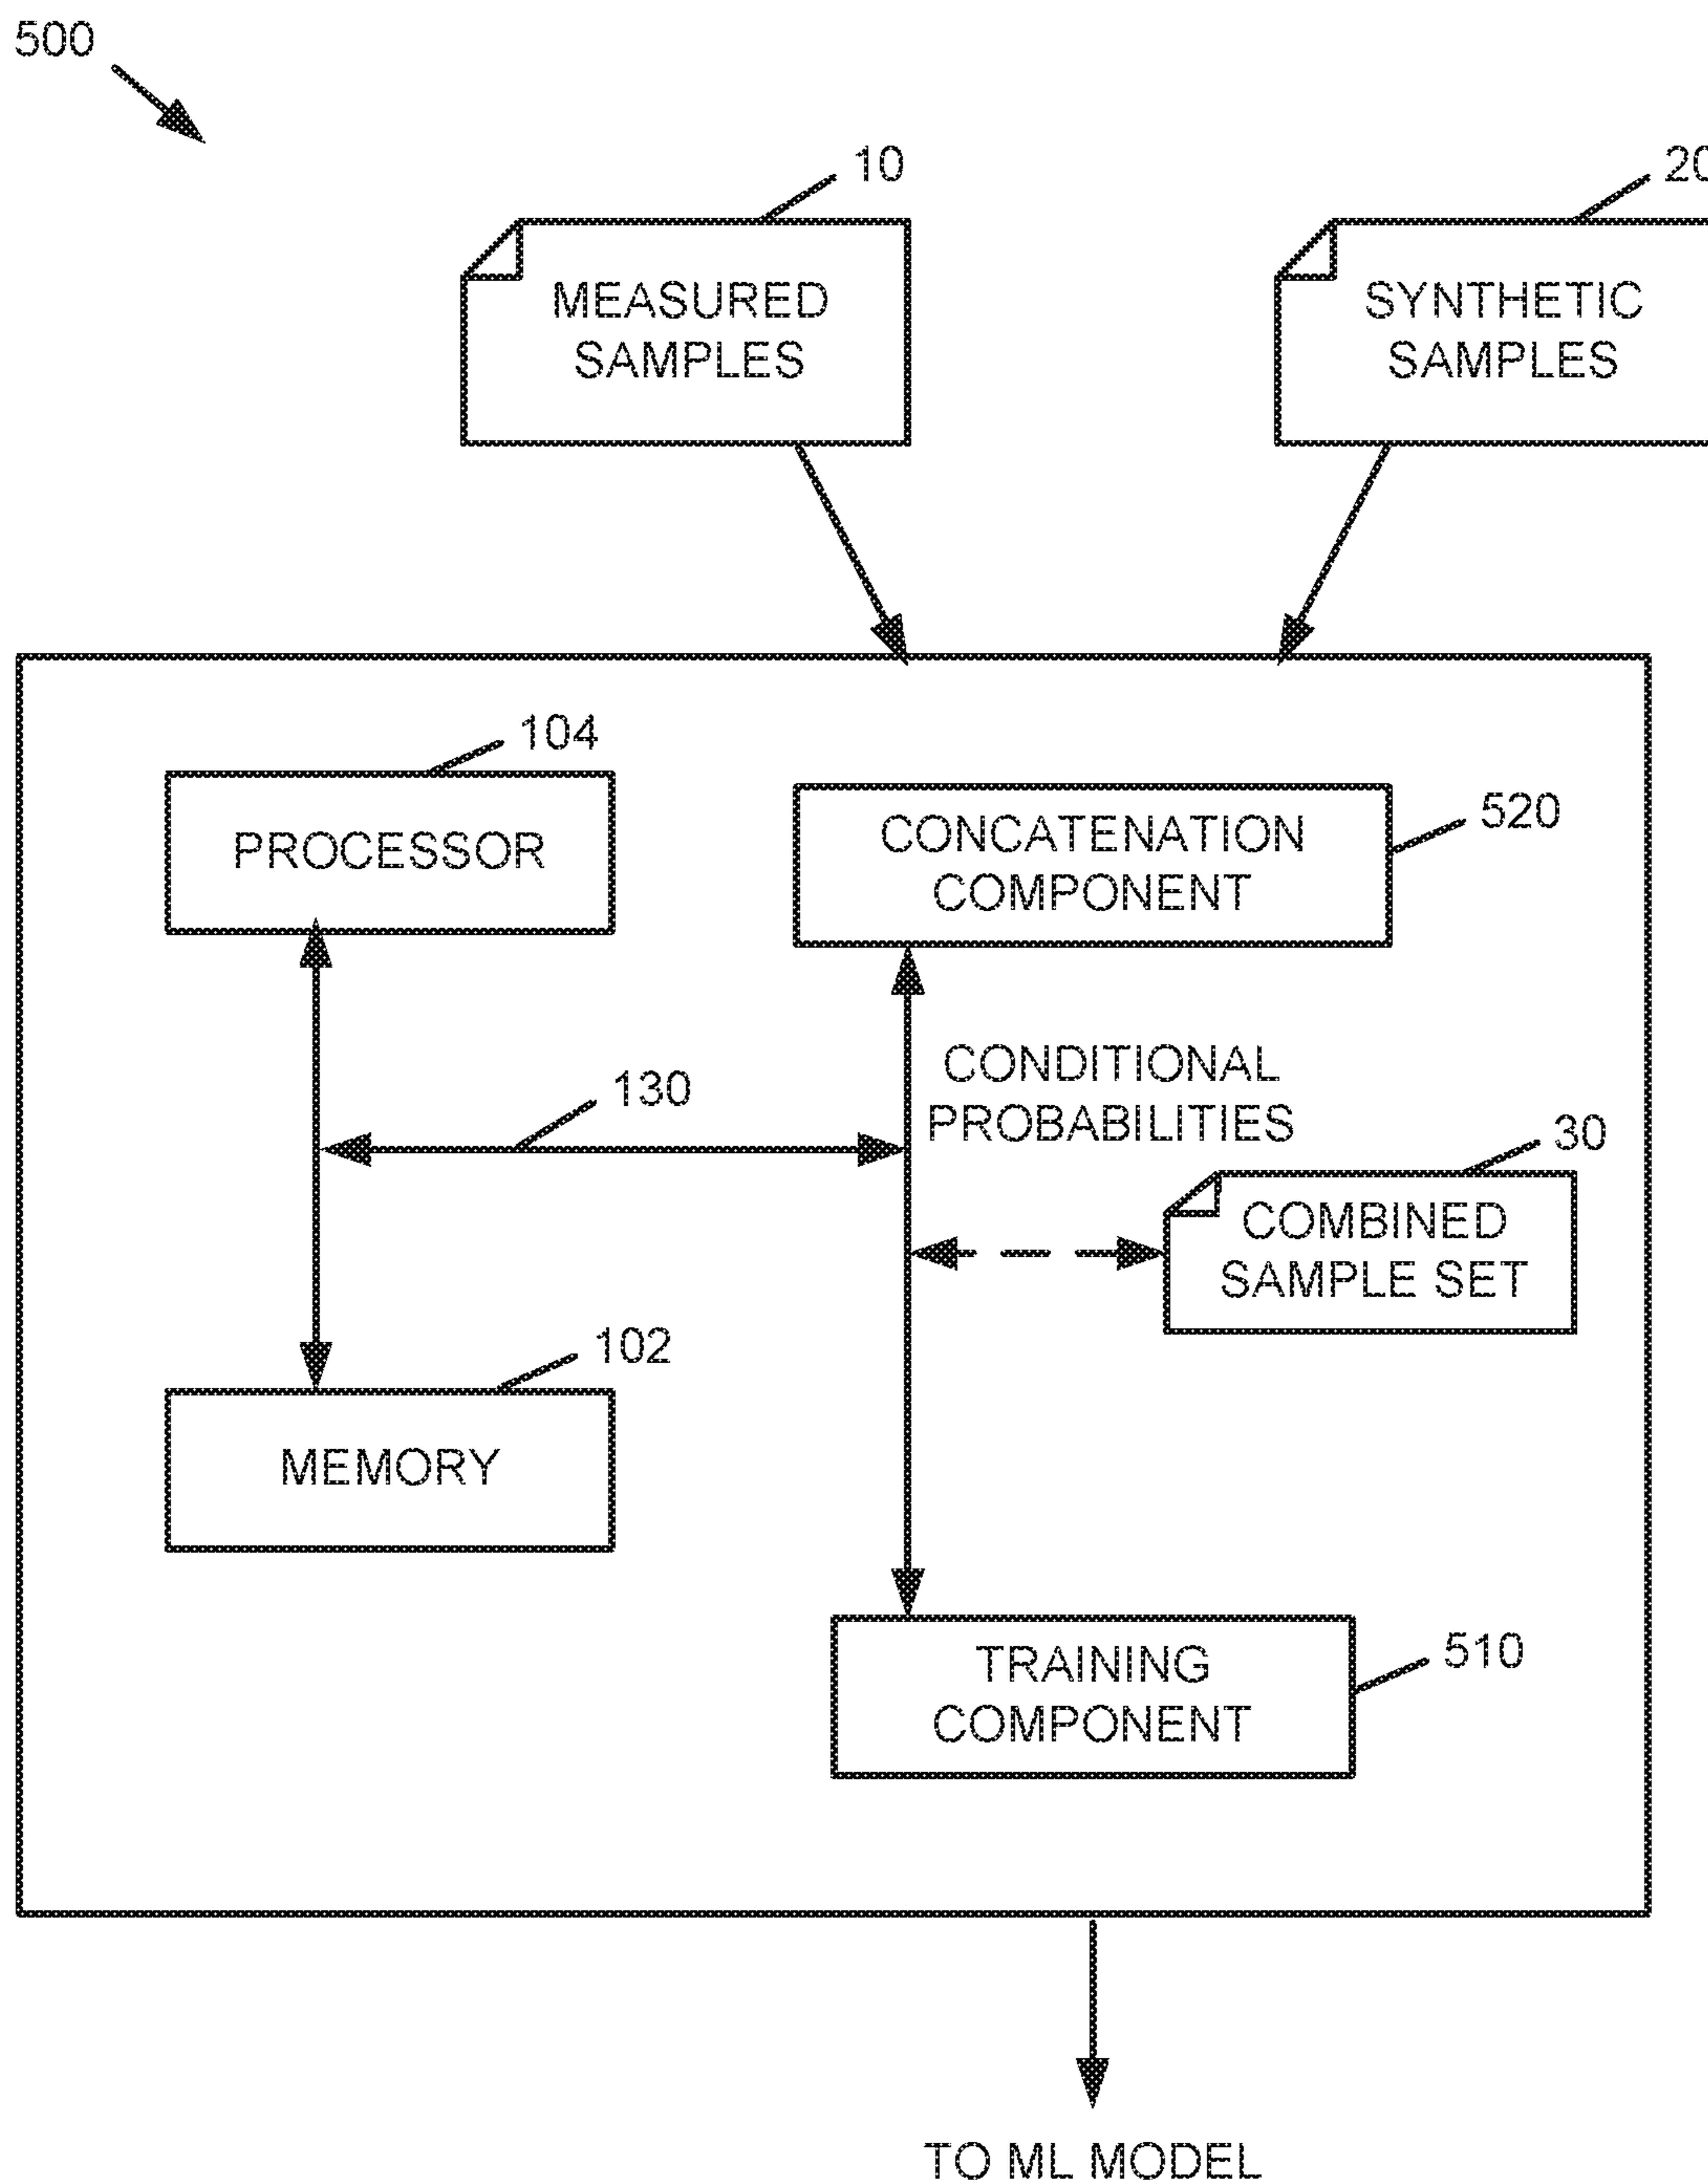 500
10
20
MEASURED
SAMPLES
SYNTHETIC
SAMPLES
104
PROCESSOR
CONCATENATION
COMPONENT
520
CONDITIONAL
PROBABILITIES
130
30
COMBINED
SAMPLE SET
102
MEMORY
TRAINING
COMPONENT
510
TO ML MODEL